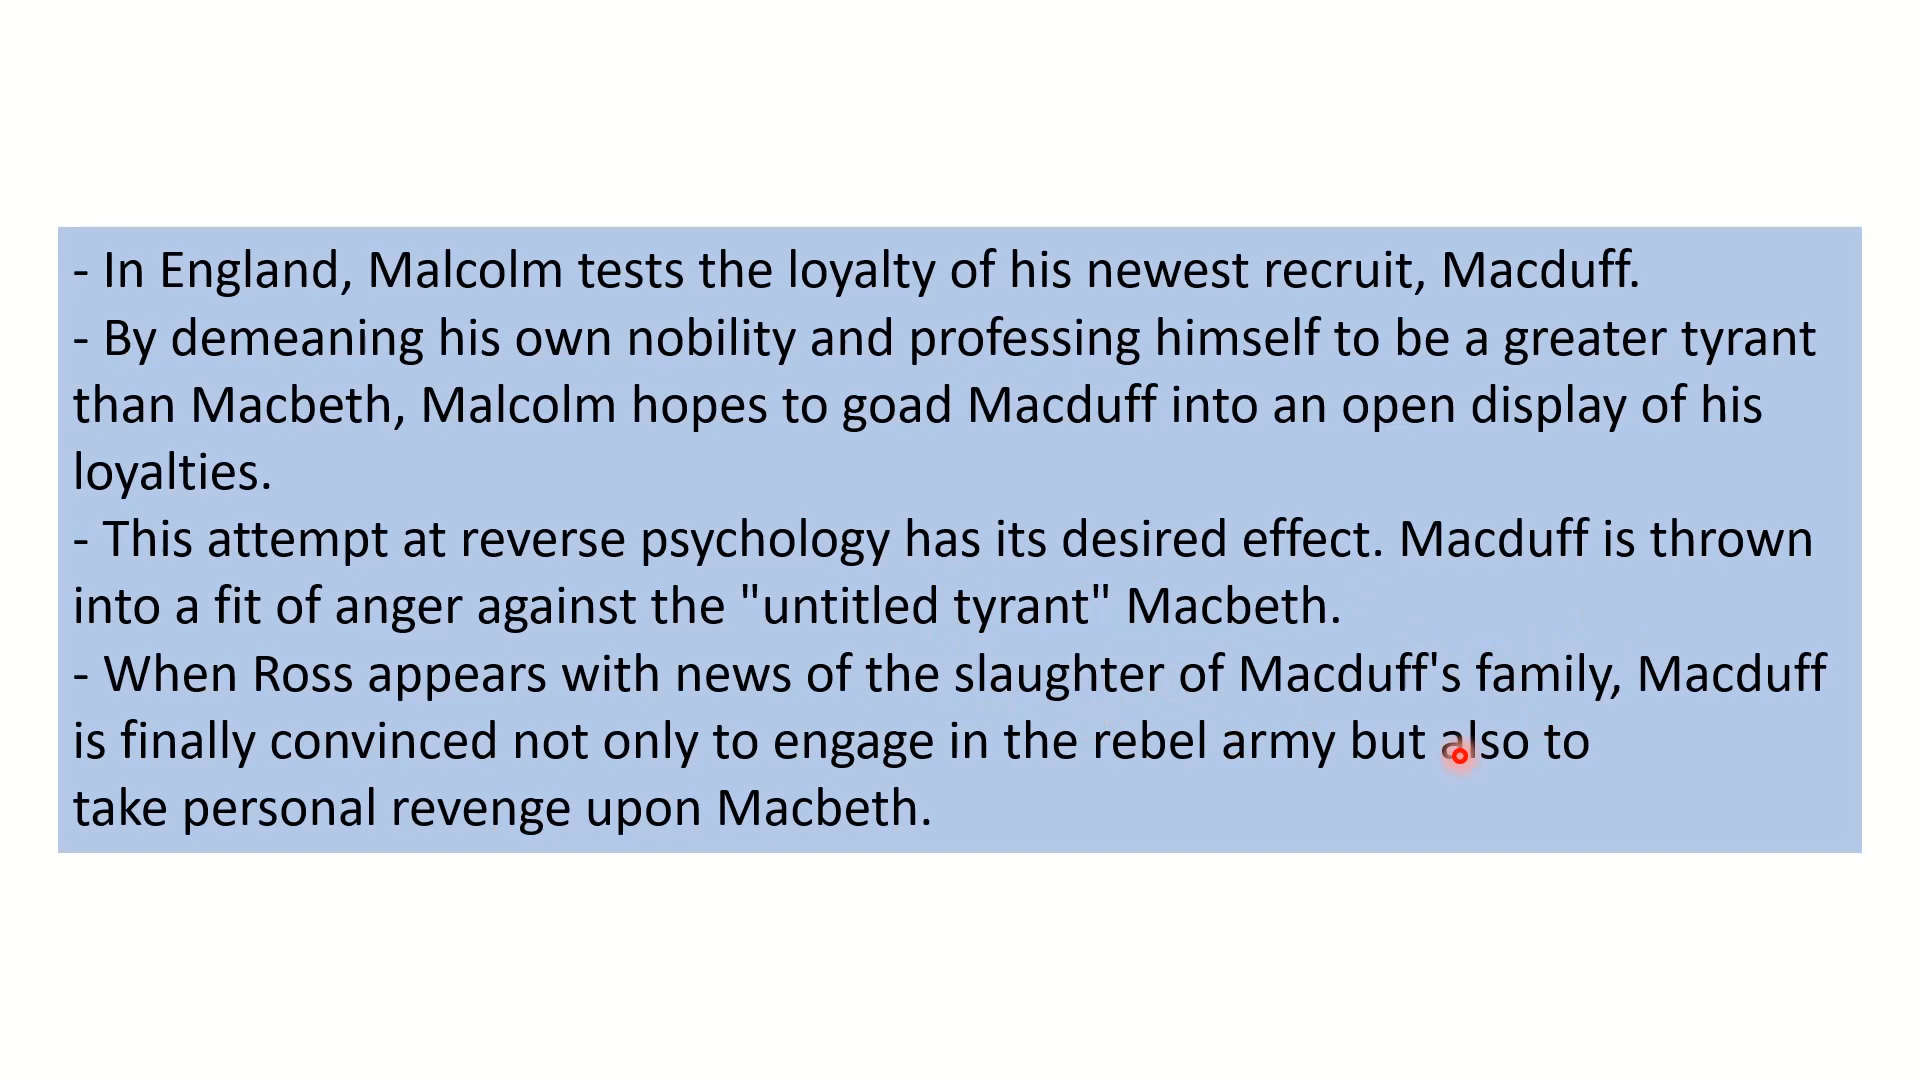 - In England, Malcolm tests the loyalty of his newest recruit, Macduff.
- By demeaning his own nobility and professing himself to be a greater tyrant
than Macbeth, Malcolm hopes to goad Macduff into an open display of his
loyalties.
- This attempt at reverse psychology has its desired effect. Macduff is thrown
into a fit of anger against the "untitled tyrant" Macbeth.
- When Ross appears with news of the slaughter of Macduff's family, Macduff
is finally convinced not only to engage in the rebel army but also to
take personal revenge upon Macbeth.